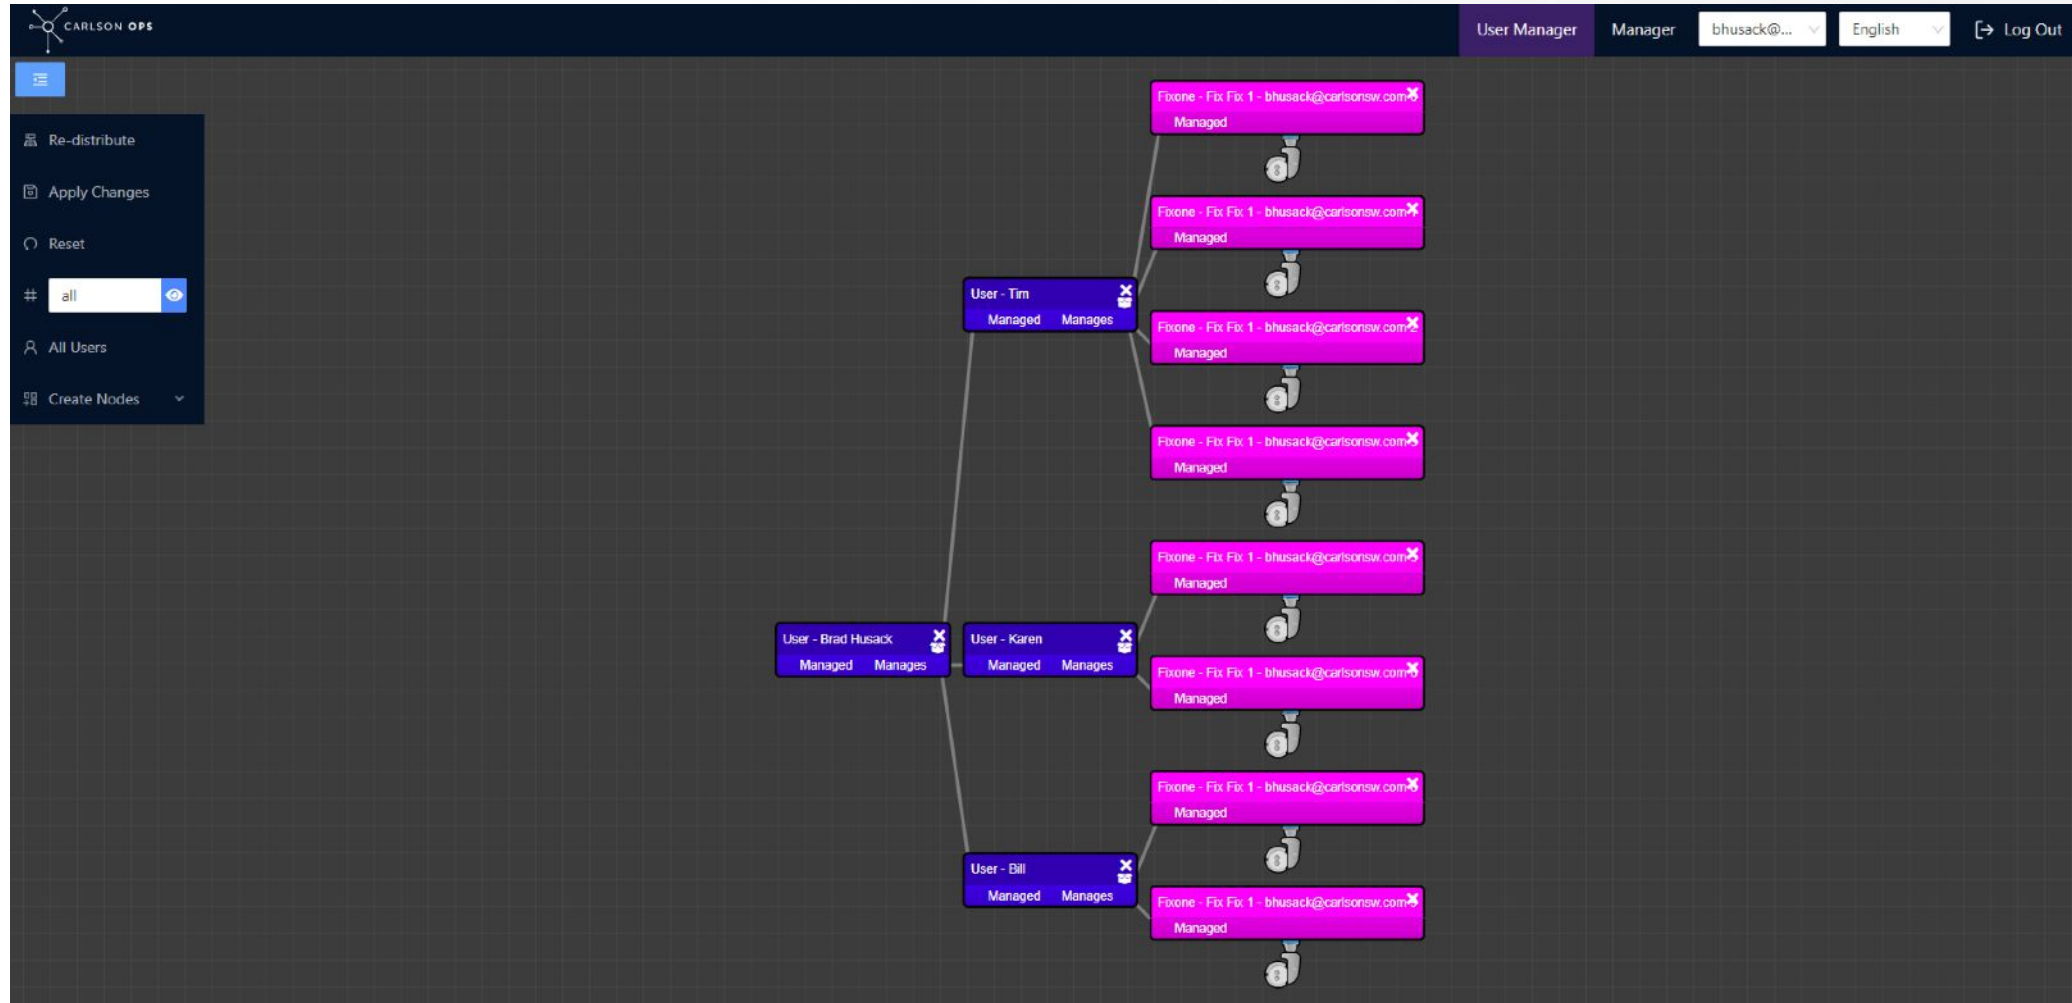 CARLSON OPS
User Manager
Manager
bhusack@...
English
Log Out
Re-distribute
Apply Changes
Reset
# all
All Users
Create Nodes
Fixone - Fix Fix 1 - bhusack@carlsonsw.com
Managed
Fixone - Fix Fix 1 - bhusack@carlsonsw.com
Managed
User - Tim
Managed Manages
Fixone - Fix Fix 1 - bhusack@carlsonsw.com
Managed
Fixone - Fix Fix 1 - bhusack@carlsonsw.com
Managed
Fixone - Fix Fix 1 - bhusack@carlsonsw.com
Managed
User - Brad Husack
Managed Manages
User - Karen
Managed Manages
Fixone - Fix Fix 1 - bhusack@carlsonsw.com
Managed
Fixone - Fix Fix 1 - bhusack@carlsonsw.com
Managed
User - Bill
Managed Manages
Fixone - Fix Fix 1 - bhusack@carlsonsw.com
Managed